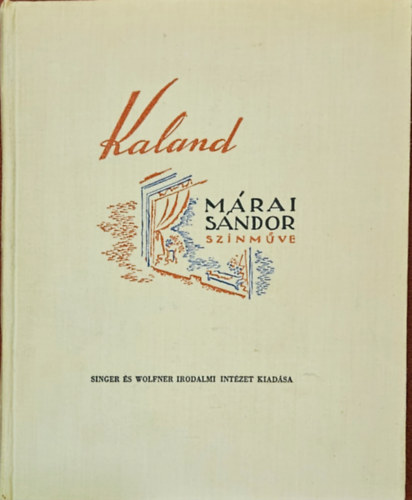 Kaland
MÁRAI
SÁNDOR
SZÍNMŰVE
SINGER ÉS WOLFNER IRODALMI INTÉZET KIADÁSA